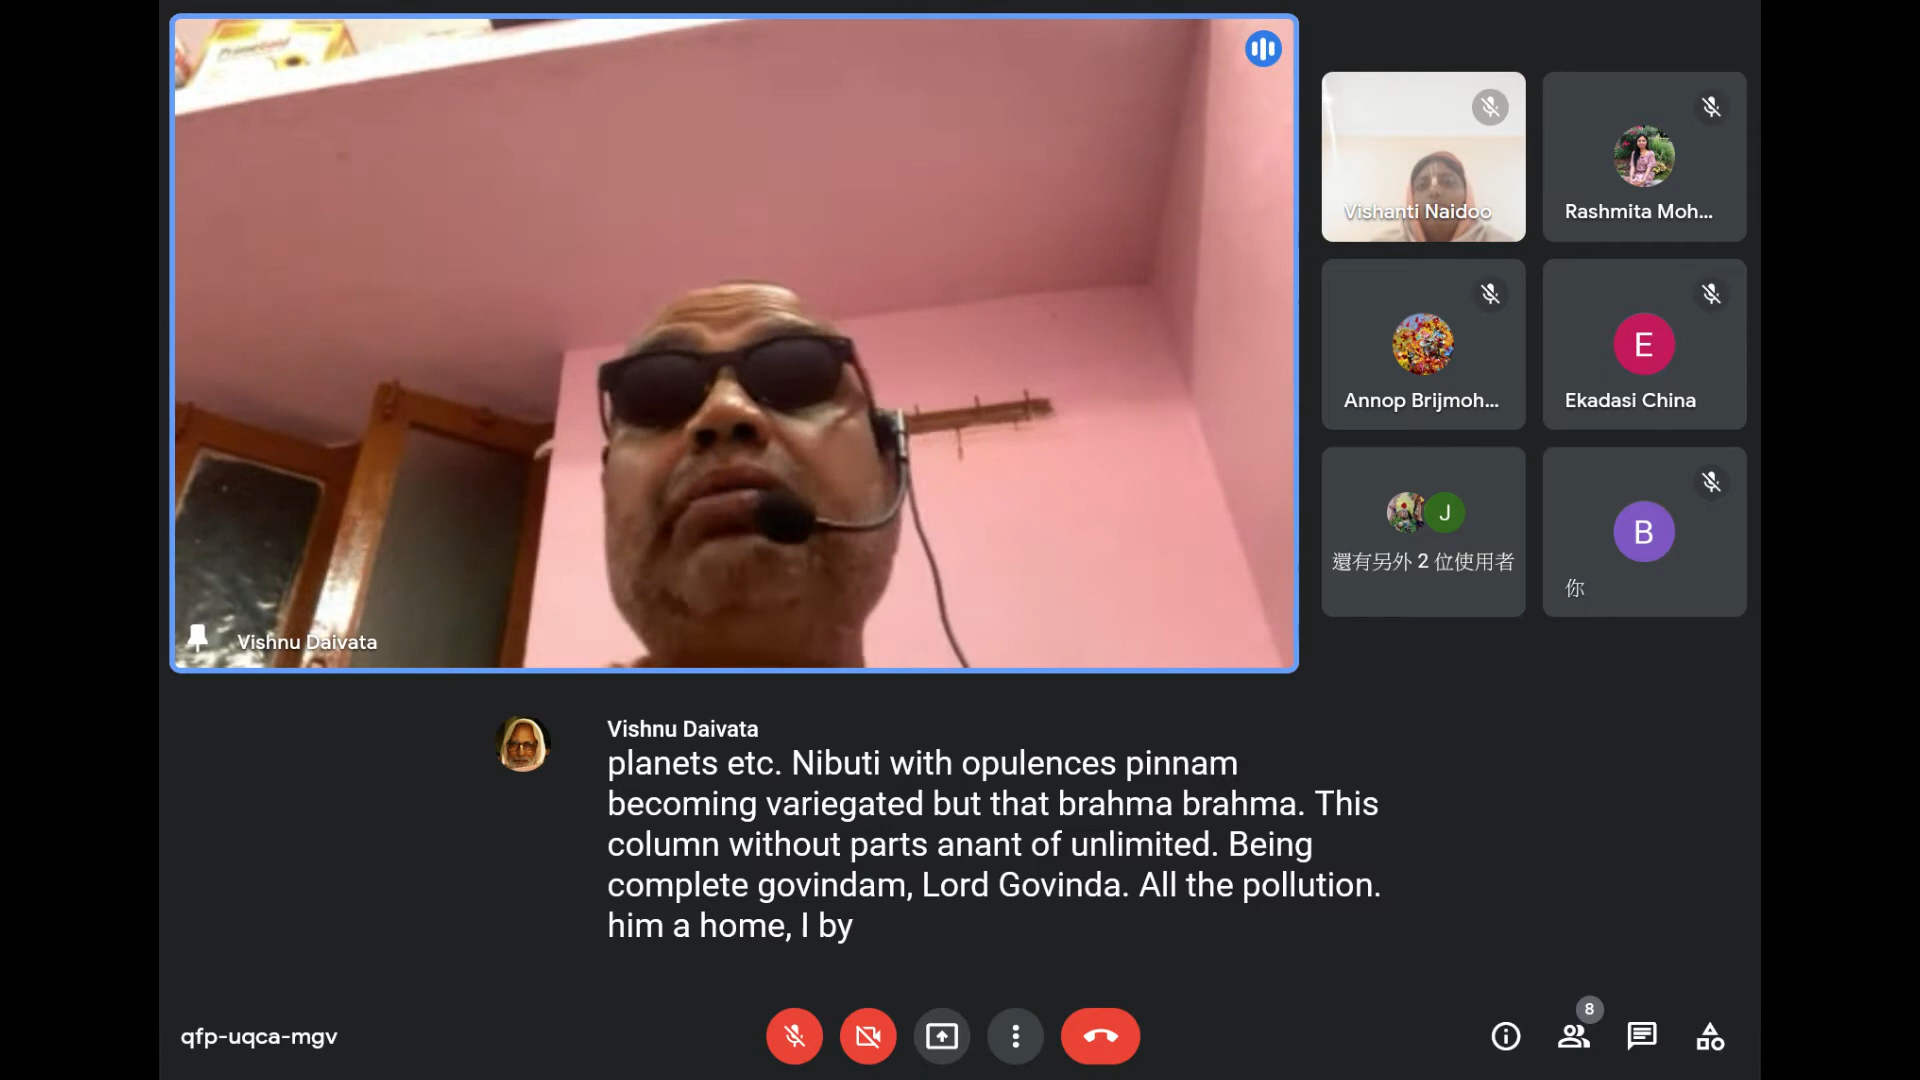 Vishanti Naidoo
Rashmita Moh...
Annop Brijmoh...
E
Ekadasi China
J
還有另外 2 位使用者
B
你
Vishnu Daivata
Vishnu Daivata
planets etc. Nibuti with opulences pinnam
becoming variegated but that brahma brahma. This
column without parts anant of unlimited. Being
complete govindam, Lord Govinda. All the pollution.
him a home, I by
qfp-uqca-mgv
8